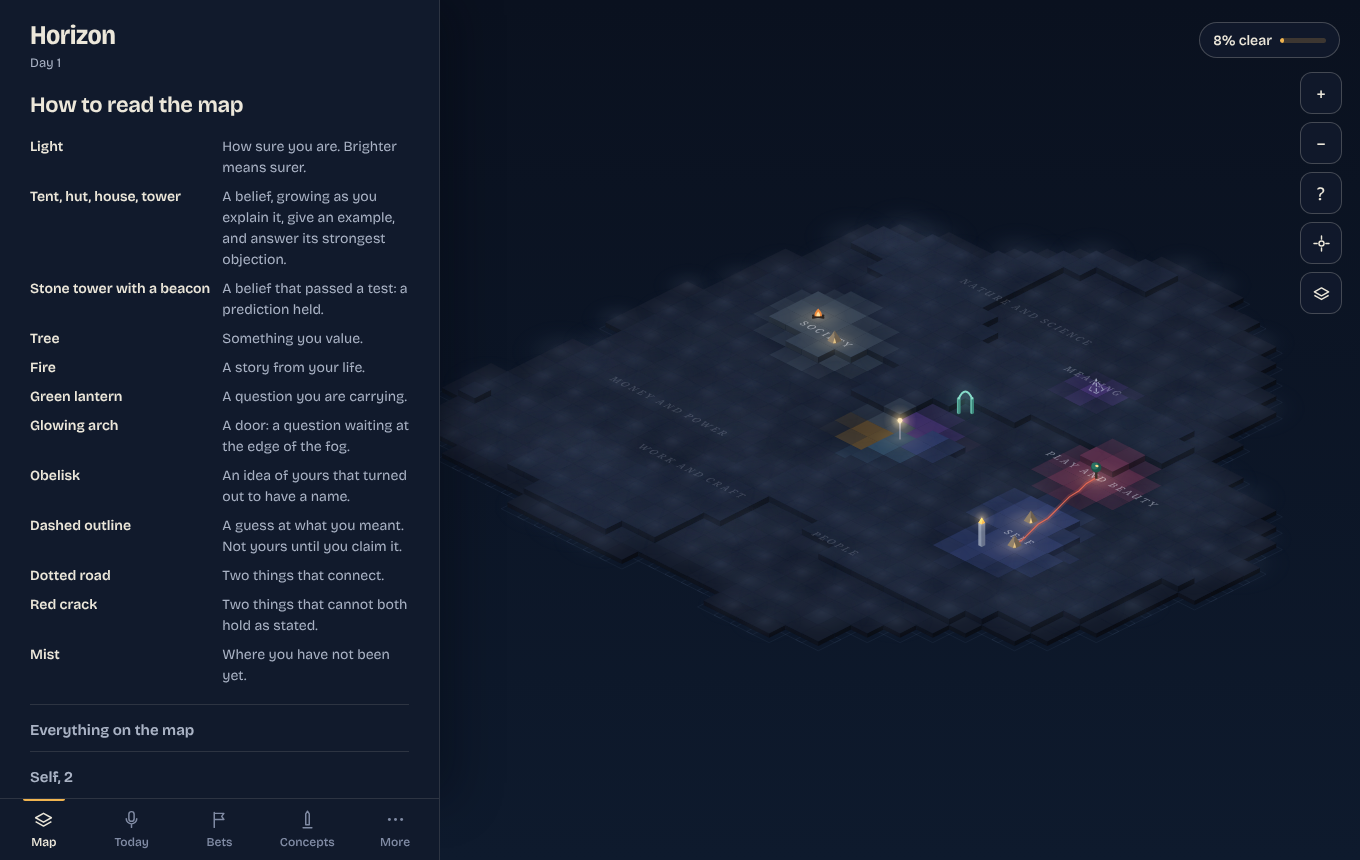 Horizon
Day 1
How to read the map
Light
How sure you are. Brighter
means surer.
Tent, hut, house, tower
A belief, growing as you
explain it, give an example,
and answer its strongest
objection.
Stone tower with a beacon
A belief that passed a test: a
prediction held.
Tree
Something you value.
Fire
A story from your life.
Green lantern
A question you are carrying.
Glowing arch
A door: a question waiting at
the edge of the fog.
Obelisk
An idea of yours that turned
out to have a name.
Dashed outline
A guess at what you meant.
Not yours until you claim it.
Dotted road
Two things that connect.
Red crack
Two things that cannot both
hold as stated.
Mist
Where you have not been
yet.
Everything on the map
Self, 2
Map
Today
Bets
Concepts
More
8% clear
+
−
?
NATURE AND SCIENCE
SOCIETY
MEANING
MONEY AND POWER
WORK AND CRAFT
PLAY AND BEAUTY
SELF
PEOPLE